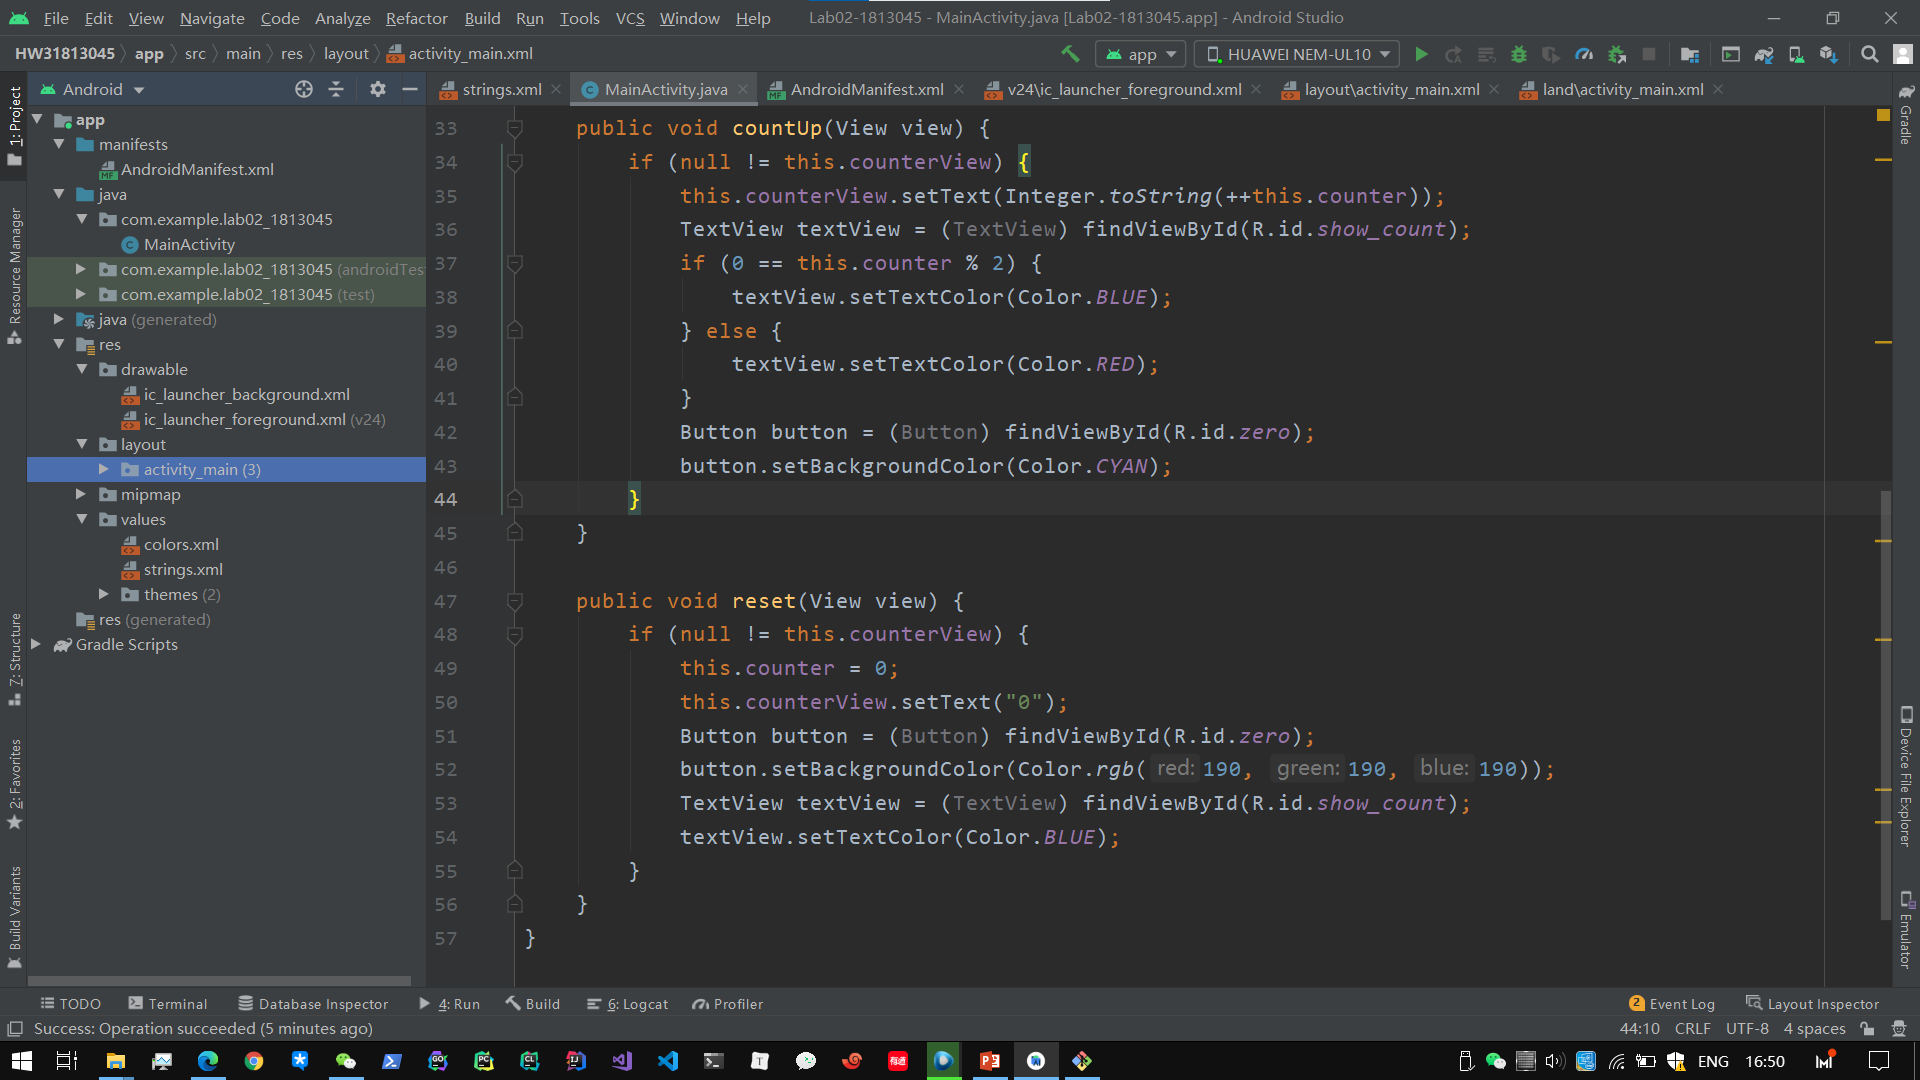 File Edit View Navigate Code Analyze Refactor Build Run Tools VCS Window Help Lab02-1813045 - MainActivity.java [Lab02-1813045.app] - Android Studio
HW31813045 app src main res layout activity_main.xml app HUAWEI NEM-UL10
Android strings.xml MainActivity.java AndroidManifest.xml v24\ic_launcher_foreground.xml layout\activity_main.xml land\activity_main.xml
1: Project
Resource Manager
Z: Structure
2: Favorites
Build Variants
app
manifests
AndroidManifest.xml
java
com.example.lab02_1813045
MainActivity
com.example.lab02_1813045 (androidTes
com.example.lab02_1813045 (test)
java (generated)
res
drawable
ic_launcher_background.xml
ic_launcher_foreground.xml (v24)
layout
activity_main (3)
mipmap
values
colors.xml
strings.xml
themes (2)
res (generated)
Gradle Scripts
33 public void countUp(View view) {
34 if (null != this.counterView) {
35 this.counterView.setText(Integer.toString(++this.counter));
36 TextView textView = (TextView) findViewById(R.id.show_count);
37 if (0 == this.counter % 2) {
38 textView.setTextColor(Color.BLUE);
39 } else {
40 textView.setTextColor(Color.RED);
41 }
42 Button button = (Button) findViewById(R.id.zero);
43 button.setBackgroundColor(Color.CYAN);
44 }
45 }
46
47 public void reset(View view) {
48 if (null != this.counterView) {
49 this.counter = 0;
50 this.counterView.setText("0");
51 Button button = (Button) findViewById(R.id.zero);
52 button.setBackgroundColor(Color.rgb( red: 190, green: 190, blue: 190));
53 TextView textView = (TextView) findViewById(R.id.show_count);
54 textView.setTextColor(Color.BLUE);
55 }
56 }
57 }
Gradle
Device File Explorer
Emulator
TODO Terminal Database Inspector 4: Run Build 6: Logcat Profiler 2 Event Log Layout Inspector
Success: Operation succeeded (5 minutes ago) 44:10 CRLF UTF-8 4 spaces
ENG 16:50